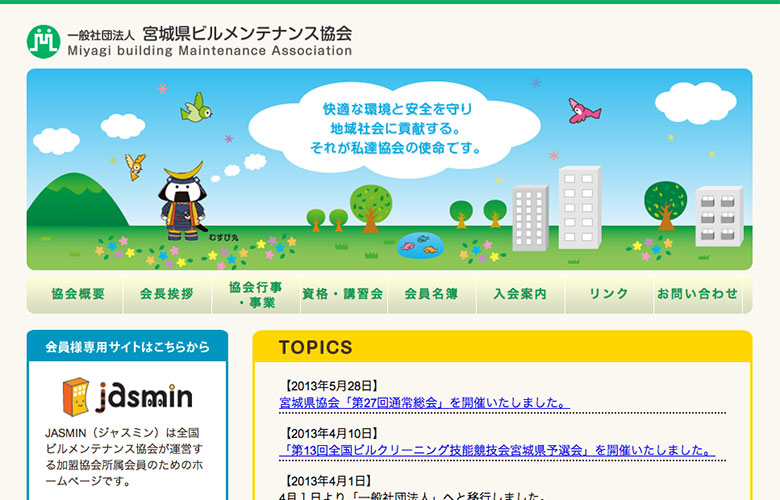 一般社団法人 宮城県ビルメンテナンス協会
Miyagi building Maintenance Association
快適な環境と安全を守り
地域社会に貢献する。
それが私達協会の使命です。
むすび丸
協会概要
会長挨拶
協会行事
・事業
資格・講習会
会員名簿
入会案内
リンク
お問い合わせ
会員様専用サイトはこちらから
jasmin
JASMIN（ジャスミン）は全国
ビルメンテナンス協会が運営す
る加盟協会所属会員のためのホ
ームページです。
TOPICS
【2013年5月28日】
宮城県協会「第27回通常総会」を開催いたしました。
【2013年4月10日】
「第13回全国ビルクリーニング技能競技会宮城県予選会」を開催いたしました。
【2013年4月1日】
4月１日より「一般社団法人」へと移行しました。